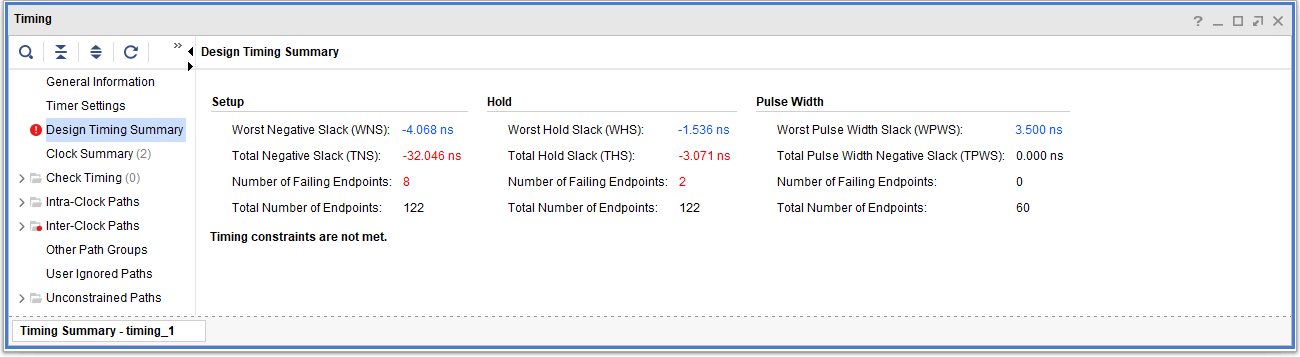 Timing
Design Timing Summary
General Information
Timer Settings
Design Timing Summary
Clock Summary (2)
Check Timing (0)
Intra-Clock Paths
Inter-Clock Paths
Other Path Groups
User Ignored Paths
Unconstrained Paths
Setup Hold Pulse Width
Worst Negative Slack (WNS): -4.068 ns Worst Hold Slack (WHS): -1.536 ns Worst Pulse Width Slack (WPWS): 3.500 ns
Total Negative Slack (TNS): -32.046 ns Total Hold Slack (THS): -3.071 ns Total Pulse Width Negative Slack (TPWS): 0.000 ns
Number of Failing Endpoints: 8 Number of Failing Endpoints: 2 Number of Failing Endpoints: 0
Total Number of Endpoints: 122 Total Number of Endpoints: 122 Total Number of Endpoints: 60
Timing constraints are not met.
Timing Summary - timing_1